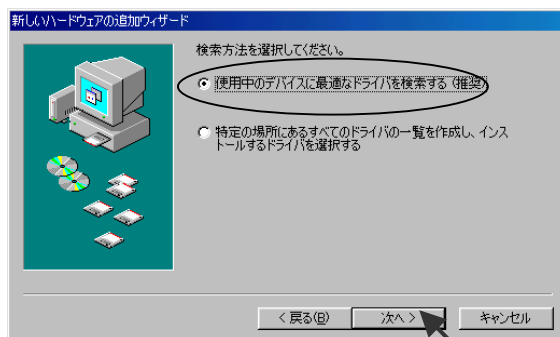 新しいハードウェアの追加ウィザード
検索方法を選択してください。
使用中のデバイスに最適なドライバを検索する (推奨)
特定の場所にあるすべてのドライバの一覧を作成し、インス
トールするドライバを選択する
< 戻る(B)
次へ >
キャンセル